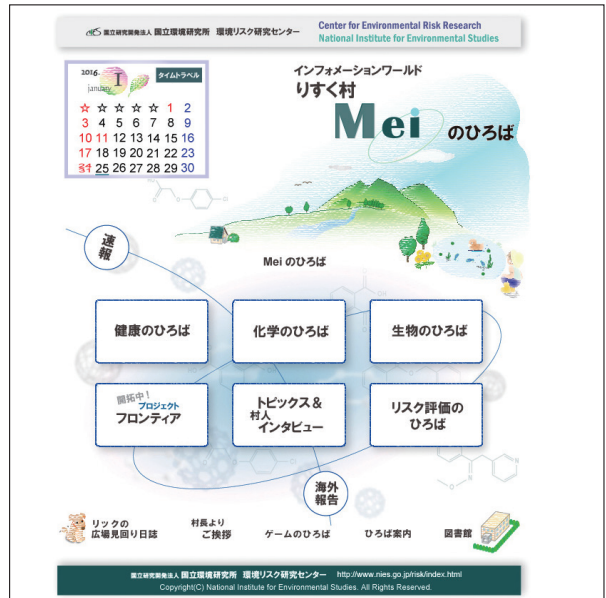 NIES 国立研究開発法人 国立環境研究所 環境リスク研究センター
Center for Environmental Risk Research
National Institute for Environmental Studies
2016.
1
january
タイムトラベル
☆ ☆ ☆ ☆ ☆ 1 2
3 4 5 6 7 8 9
10 11 12 13 14 15 16
17 18 19 20 21 22 23
24/31 25 26 27 28 29 30
インフォメーションワールド
りすく村
Mei のひろば
速報
Mei のひろば
健康のひろば
化学のひろば
生物のひろば
開拓中!
プロジェクト
フロンティア
トピックス&
村人
インタビュー
リスク評価の
ひろば
海外
報告
リックの
広場見回り日誌
村長より
ご挨拶
ゲームのひろば
ひろば案内
図書館
国立研究開発法人 国立環境研究所 環境リスク研究センター http://www.nies.go.jp/risk/index.html
Copyright(C) National Institute for Environmental Studies. All Rights Reserved.